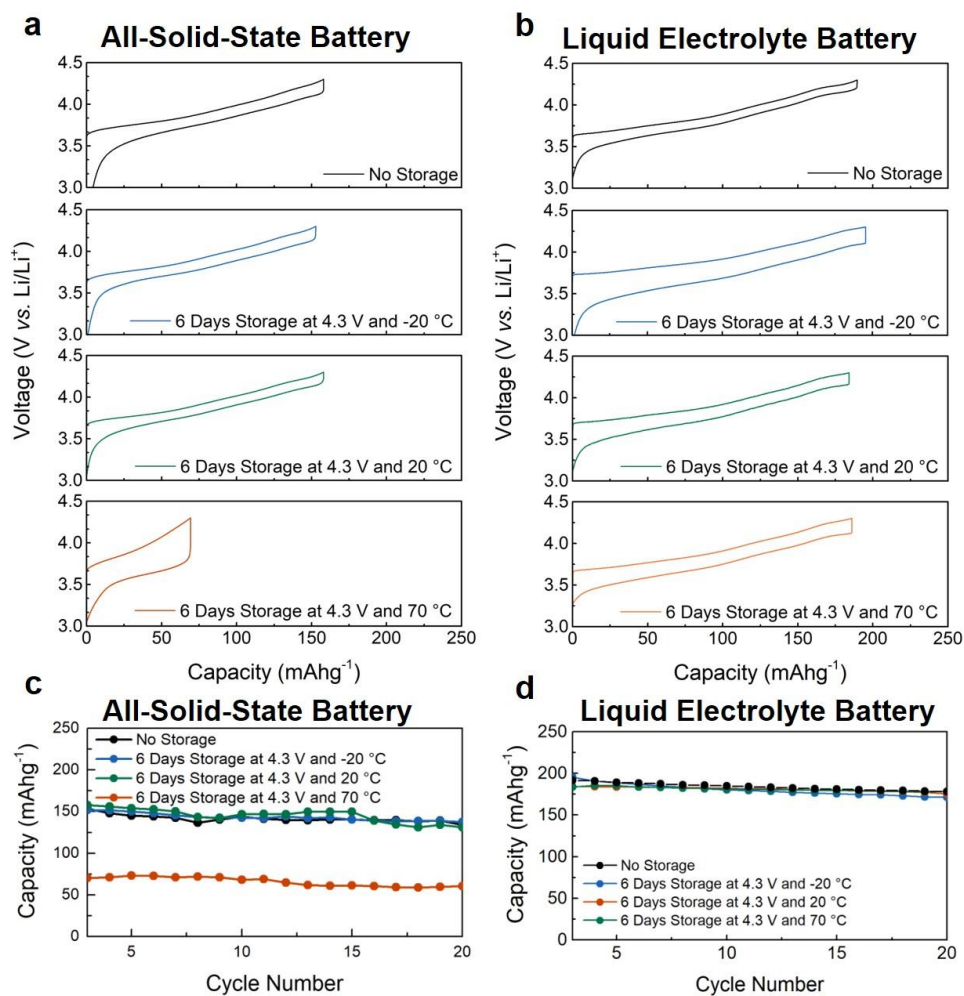 a
All-Solid-State Battery
4.5
4.0
3.5
3.0
No Storage
4.5
4.0
3.5
3.0
6 Days Storage at 4.3 V and -20 °C
4.5
4.0
3.5
3.0
6 Days Storage at 4.3 V and 20 °C
4.5
4.0
3.5
3.0
6 Days Storage at 4.3 V and 70 °C
0 50 100 150 200 250
Voltage (V vs. Li/Li⁺)
Capacity (mAhg⁻¹)
b
Liquid Electrolyte Battery
4.5
4.0
3.5
3.0
No Storage
4.5
4.0
3.5
3.0
6 Days Storage at 4.3 V and -20 °C
4.5
4.0
3.5
3.0
6 Days Storage at 4.3 V and 20 °C
4.5
4.0
3.5
3.0
6 Days Storage at 4.3 V and 70 °C
0 50 100 150 200 250
Voltage (V vs. Li/Li⁺)
Capacity (mAhg⁻¹)
c
All-Solid-State Battery
250
200
150
100
50
0
No Storage
6 Days Storage at 4.3 V and -20 °C
6 Days Storage at 4.3 V and 20 °C
6 Days Storage at 4.3 V and 70 °C
5 10 15 20
Capacity (mAhg⁻¹)
Cycle Number
d
Liquid Electrolyte Battery
250
200
150
100
50
0
No Storage
6 Days Storage at 4.3 V and -20 °C
6 Days Storage at 4.3 V and 20 °C
6 Days Storage at 4.3 V and 70 °C
5 10 15 20
Capacity (mAhg⁻¹)
Cycle Number